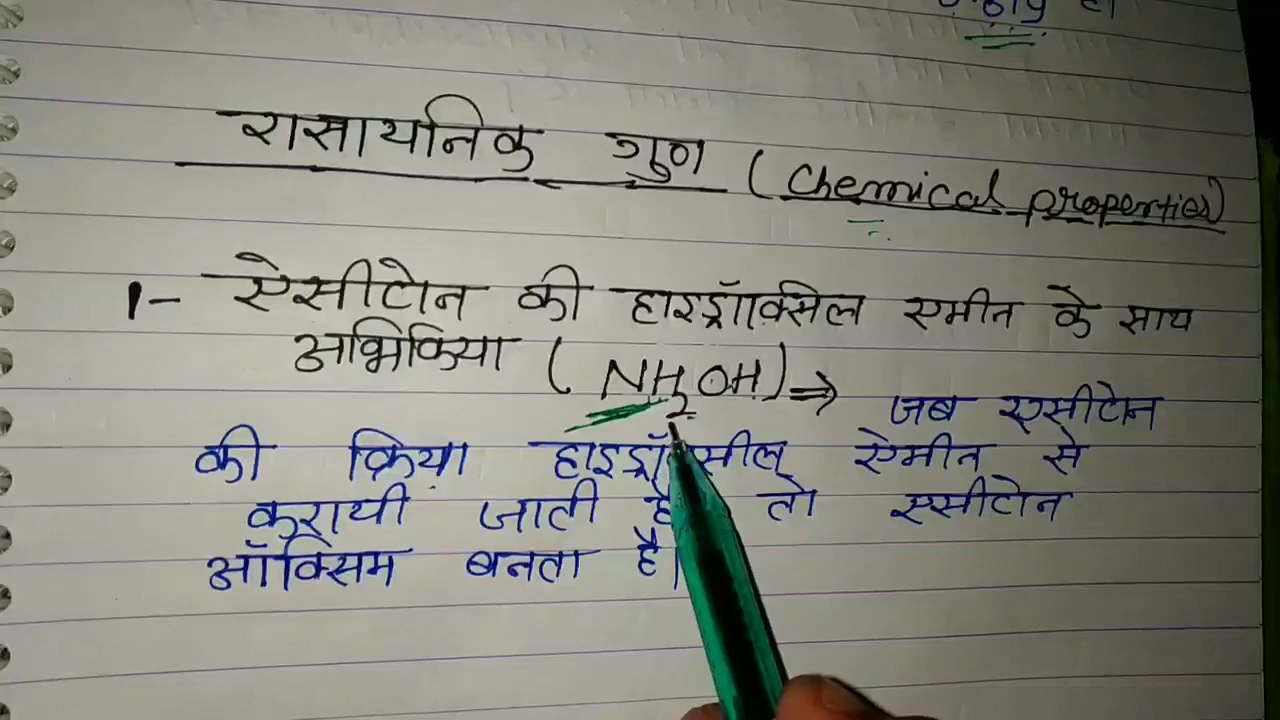 रासायनिक गुण (Chemical properties)
1- ऐसीटोन की हाइड्रॉक्सिल एमीन के साथ
अभिक्रिया (NH2OH) ⇒ जब एसीटोन
की क्रिया हाइड्रॉक्सील ऐमीन से
करायी जाती है तो एसीटोन
ऑक्सिम बनता है।